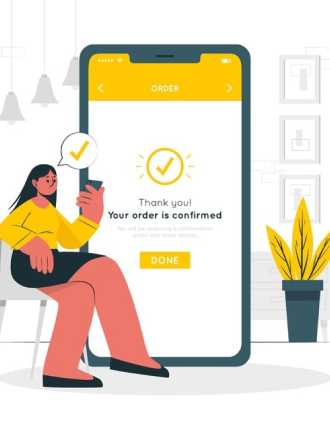 ORDER
Thank you!
Your order is confirmed
You will be receiving a confirmation
email with order details
DONE